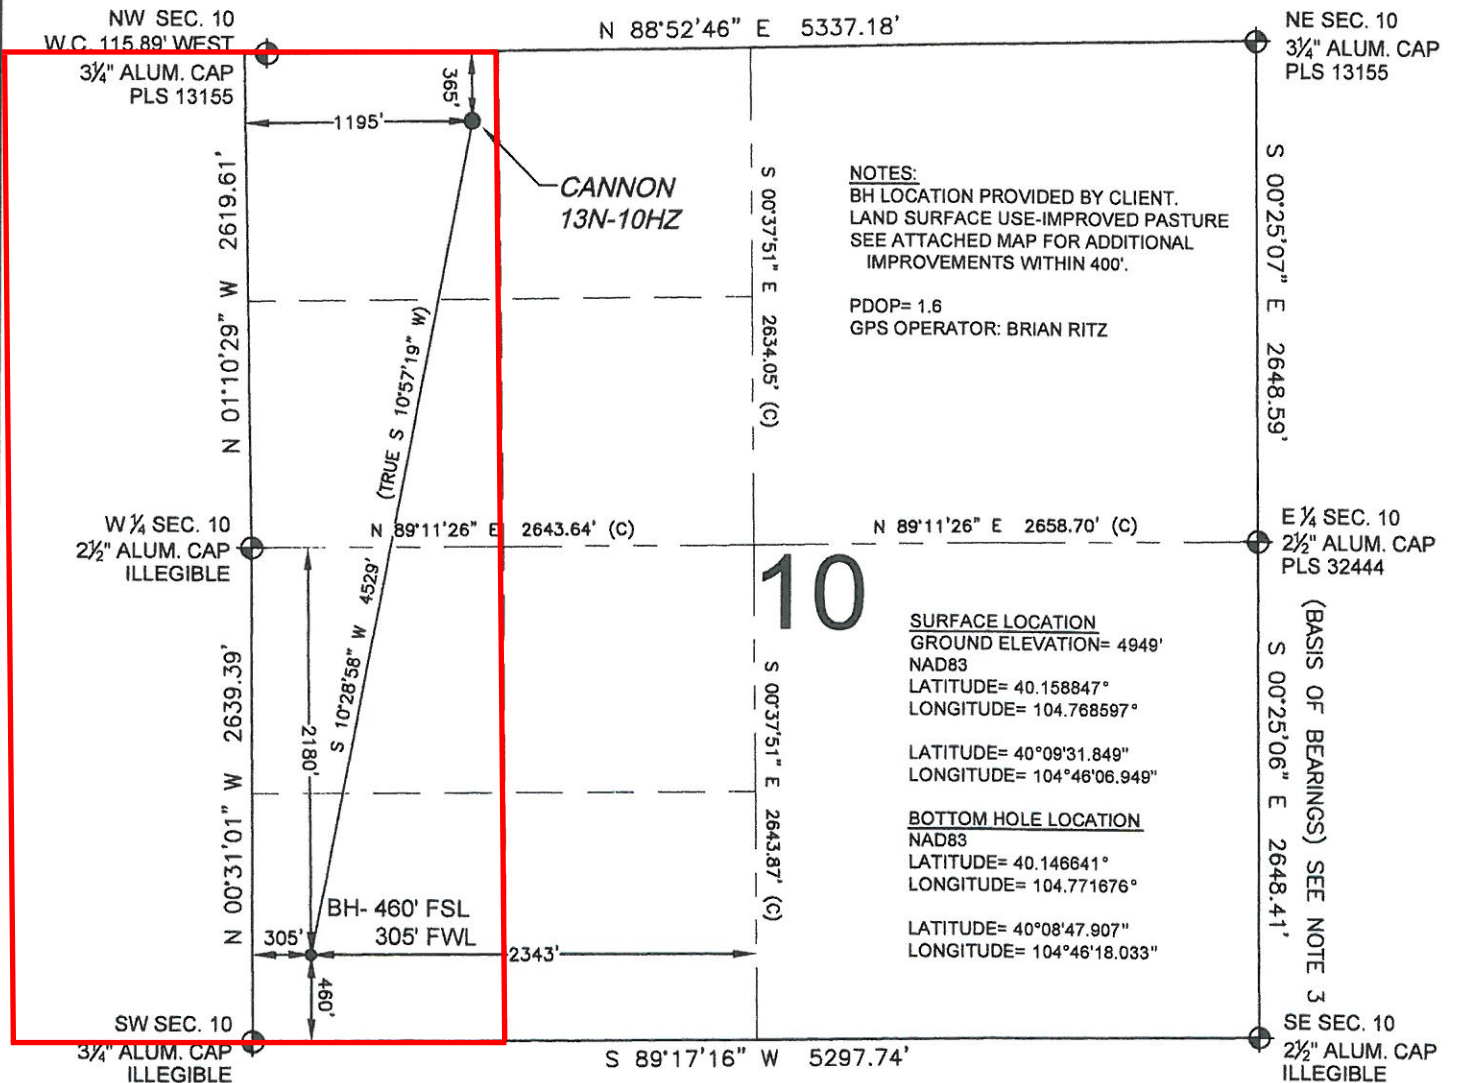 NW SEC. 10
W.C. 115.89' WEST
3¼" ALUM. CAP
PLS 13155
N 88°52'46" E 5337.18'
NE SEC. 10
3¼" ALUM. CAP
PLS 13155
365'
1195'
CANNON
13N-10HZ
N 01°10'29" W 2619.61'
(TRUE S 10°57'19" W)
S 00°37'51" E 2634.05' (C)
NOTES:
BH LOCATION PROVIDED BY CLIENT.
LAND SURFACE USE-IMPROVED PASTURE
SEE ATTACHED MAP FOR ADDITIONAL
IMPROVEMENTS WITHIN 400'.
PDOP= 1.6
GPS OPERATOR: BRIAN RITZ
S 00°25'07" E 2648.59'
W ¼ SEC. 10
2½" ALUM. CAP
ILLEGIBLE
N 89°11'26" E 2643.64' (C)
N 89°11'26" E 2658.70' (C)
E ¼ SEC. 10
2½" ALUM. CAP
PLS 32444
10
N 00°31'01" W 2639.39'
2180'
S 10°28'58" W 4529'
S 00°37'51" E 2643.87' (C)
SURFACE LOCATION
GROUND ELEVATION= 4949'
NAD83
LATITUDE= 40.158847°
LONGITUDE= 104.768597°
LATITUDE= 40°09'31.849"
LONGITUDE= 104°46'06.949"
BOTTOM HOLE LOCATION
NAD83
LATITUDE= 40.146641°
LONGITUDE= 104.771676°
LATITUDE= 40°08'47.907"
LONGITUDE= 104°46'18.033"
S 00°25'06" E 2648.41'
(BASIS OF BEARINGS) SEE NOTE 3
BH- 460' FSL
305' FWL
305'
2343'
460'
SW SEC. 10
3¼" ALUM. CAP
ILLEGIBLE
S 89°17'16" W 5297.74'
SE SEC. 10
2½" ALUM. CAP
ILLEGIBLE